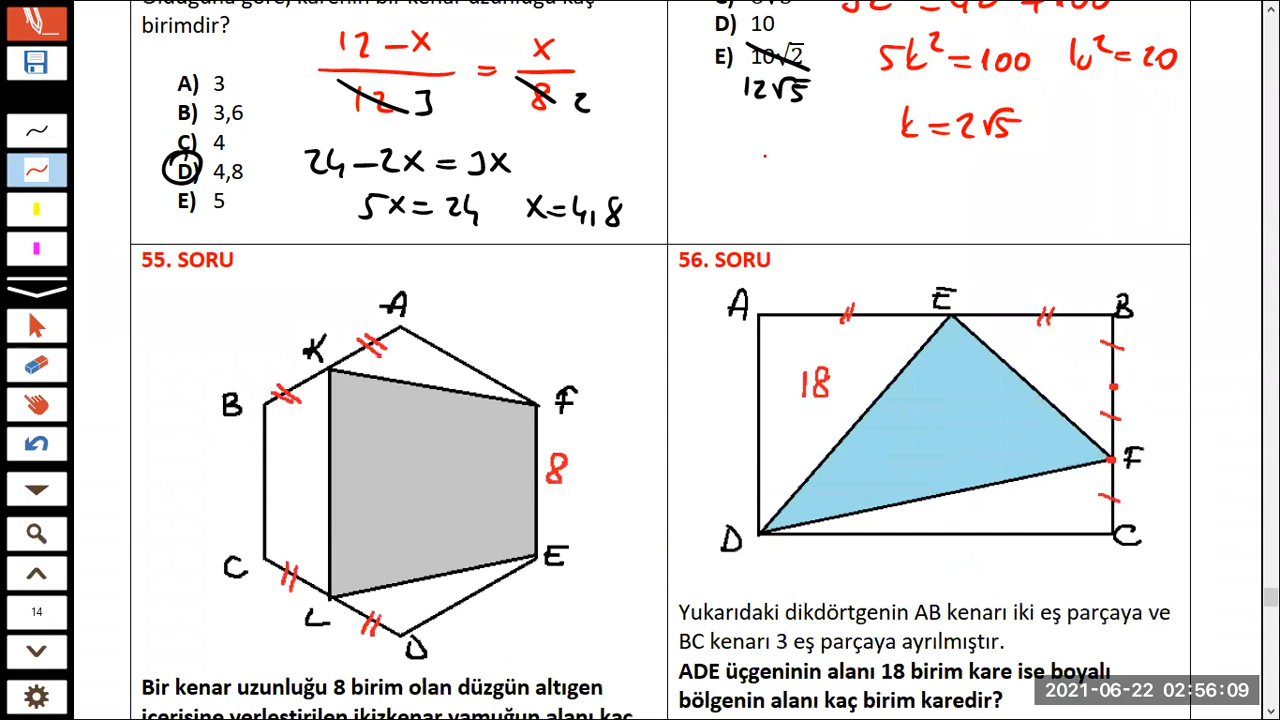 birimdir?
12 - x / 12 3 = x / 8 2
A) 3
B) 3,6
C) 4
D) 4,8
E) 5
24 - 2x = 3x
5x = 24 x = 4,8
D) 10
E) 10√2
12√5
5k² = 100 k² = 20
k = 2√5
55. SORU
A
K
B
F
8
C
E
L
D
Bir kenar uzunluğu 8 birim olan düzgün altıgen
56. SORU
A E B
18
F
D C
Yukarıdaki dikdörtgenin AB kenarı iki eş parçaya ve
BC kenarı 3 eş parçaya ayrılmıştır.
ADE üçgeninin alanı 18 birim kare ise boyalı
bölgenin alanı kaç birim karedir?
2021-06-22 02:56:09
14